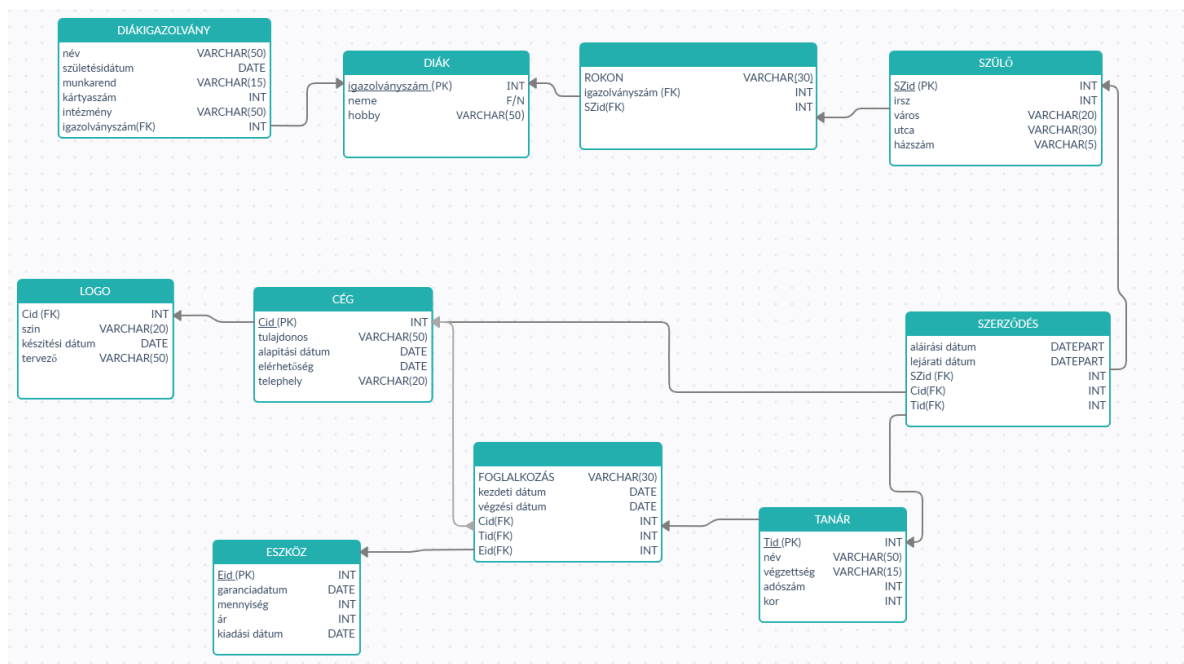 DIÁKIGAZOLVÁNY
név VARCHAR(50)
születésidátum DATE
munkarend VARCHAR(15)
kártyaszám INT
intézmény VARCHAR(50)
igazolványszám(FK) INT
DIÁK
igazolványszám (PK) INT
neme F/N
hobby VARCHAR(50)
ROKON VARCHAR(30)
igazolványszám (FK) INT
SZid(FK) INT
SZÜLŐ
SZid (PK) INT
irsz INT
város VARCHAR(20)
utca VARCHAR(30)
házszám VARCHAR(5)
LOGO
Cid (FK) INT
szin VARCHAR(20)
készitési dátum DATE
tervező VARCHAR(50)
CÉG
Cid (PK) INT
tulajdonos VARCHAR(50)
alapitási dátum DATE
elérhetőség DATE
telephely VARCHAR(20)
SZERZŐDÉS
aláirási dátum DATEPART
lejárati dátum DATEPART
SZid (FK) INT
Cid(FK) INT
Tid(FK) INT
FOGLALKOZÁS VARCHAR(30)
kezdeti dátum DATE
végzési dátum DATE
Cid(FK) INT
Tid(FK) INT
Eid(FK) INT
TANÁR
Tid (PK) INT
név VARCHAR(50)
végzettség VARCHAR(15)
adószám INT
kor INT
ESZKÖZ
Eid (PK) INT
garanciadatum DATE
mennyiség INT
ár INT
kiadási dátum DATE